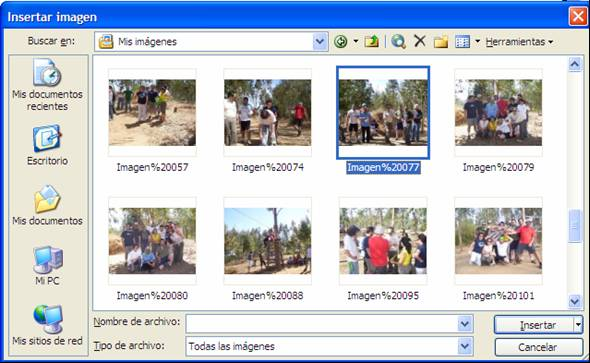 Insertar imagen
Buscar en:
Mis imágenes
Herramientas
Mis documentos
recientes
Escritorio
Mis documentos
Mi PC
Mis sitios de red
Imagen%20057
Imagen%20074
Imagen%20077
Imagen%20079
Imagen%20080
Imagen%20088
Imagen%20095
Imagen%20101
Nombre de archivo:
Insertar
Tipo de archivo:
Todas las imágenes
Cancelar